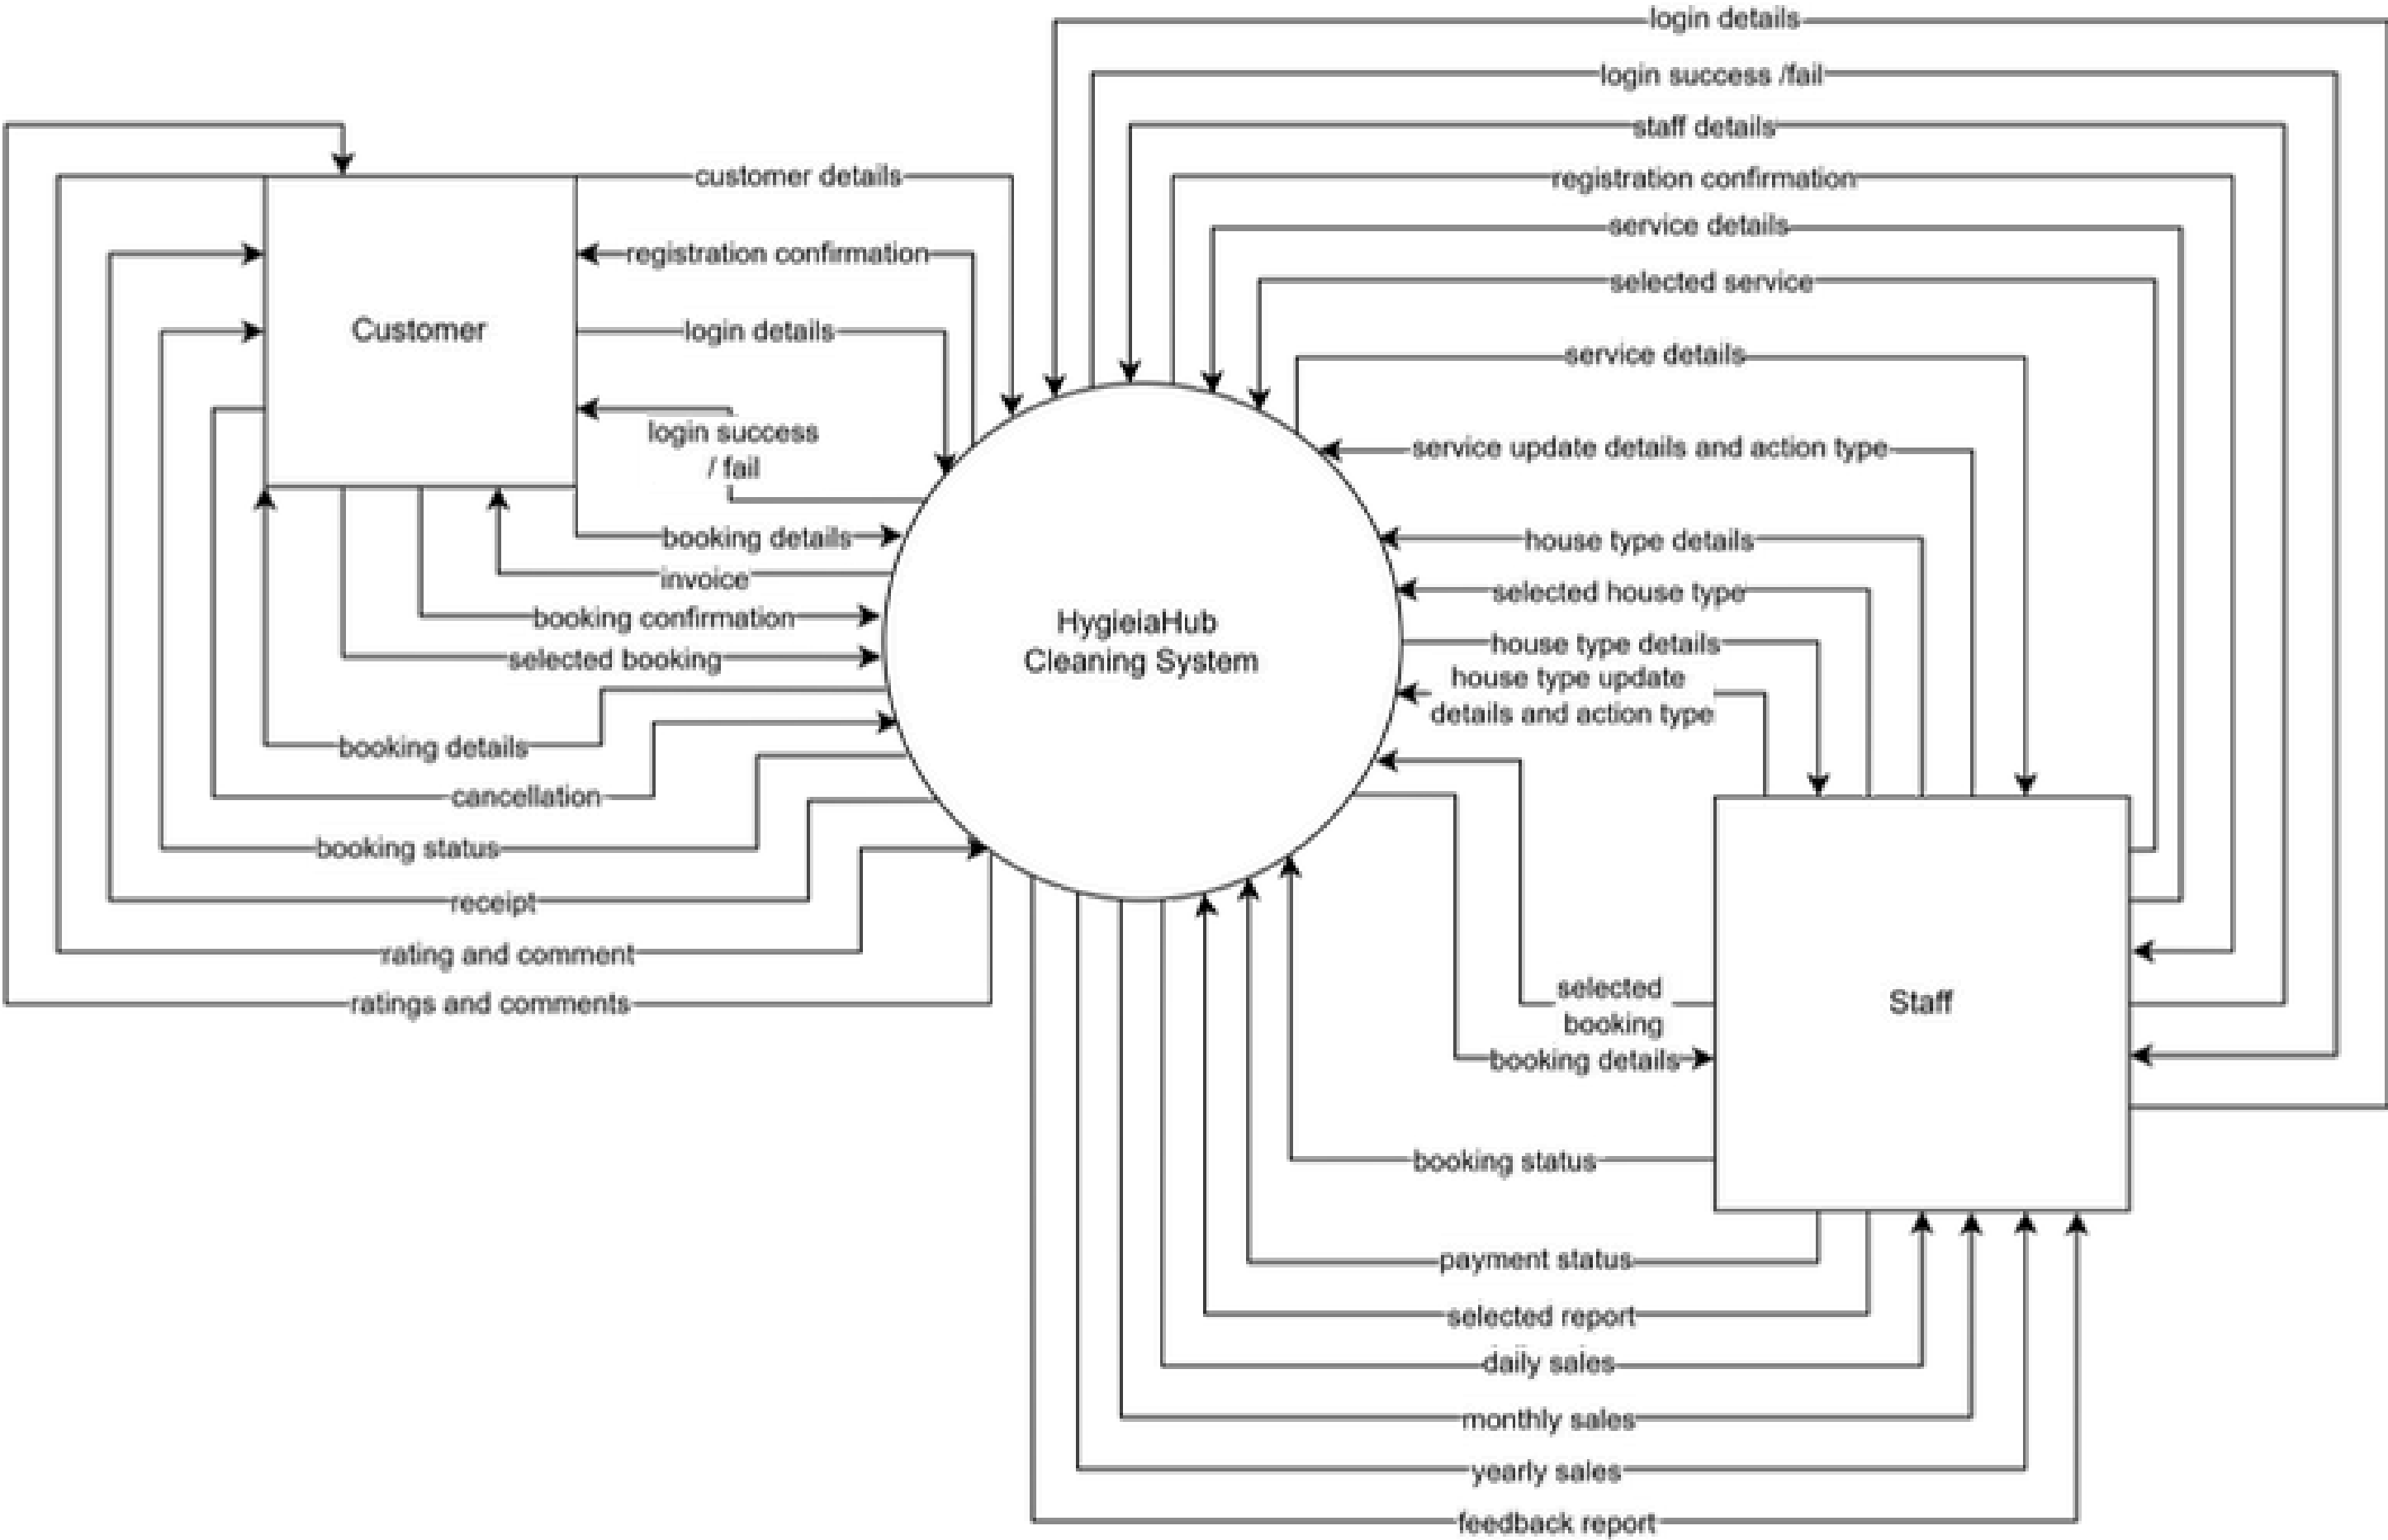 login details
login success /fail
staff details
customer details
registration confirmation
service details
registration confirmation
selected service
Customer
login details
service details
login success
/ fail
service update details and action type
booking details
house type details
invoice
selected house type
booking confirmation
HygieiaHub
Cleaning System
house type details
selected booking
house type update
details and action type
booking details
cancellation
booking status
receipt
rating and comment
selected
booking
Staff
ratings and comments
booking details
booking status
payment status
selected report
daily sales
monthly sales
yearly sales
feedback report